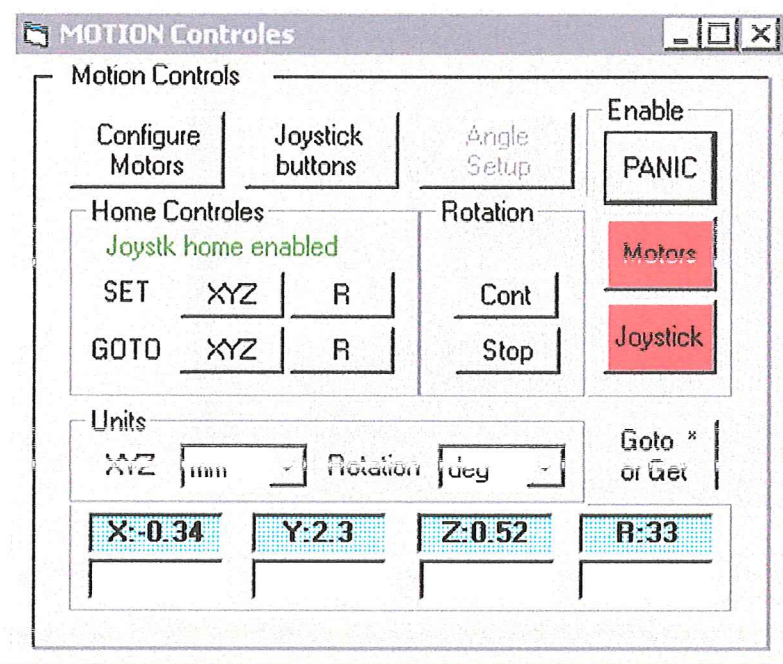 MOTION Controles
Motion Controls
Configure
Motors
Joystick
buttons
Angle
Setup
Enable
PANIC
Motors
Joystick
Home Controles
Joystk home enabled
SET XYZ R
GOTO XYZ R
Rotation
Cont
Stop
Units
XYZ mm Rotation deg
Goto *
or Get
X:-0.34 Y:2.3 Z:0.52 R:33